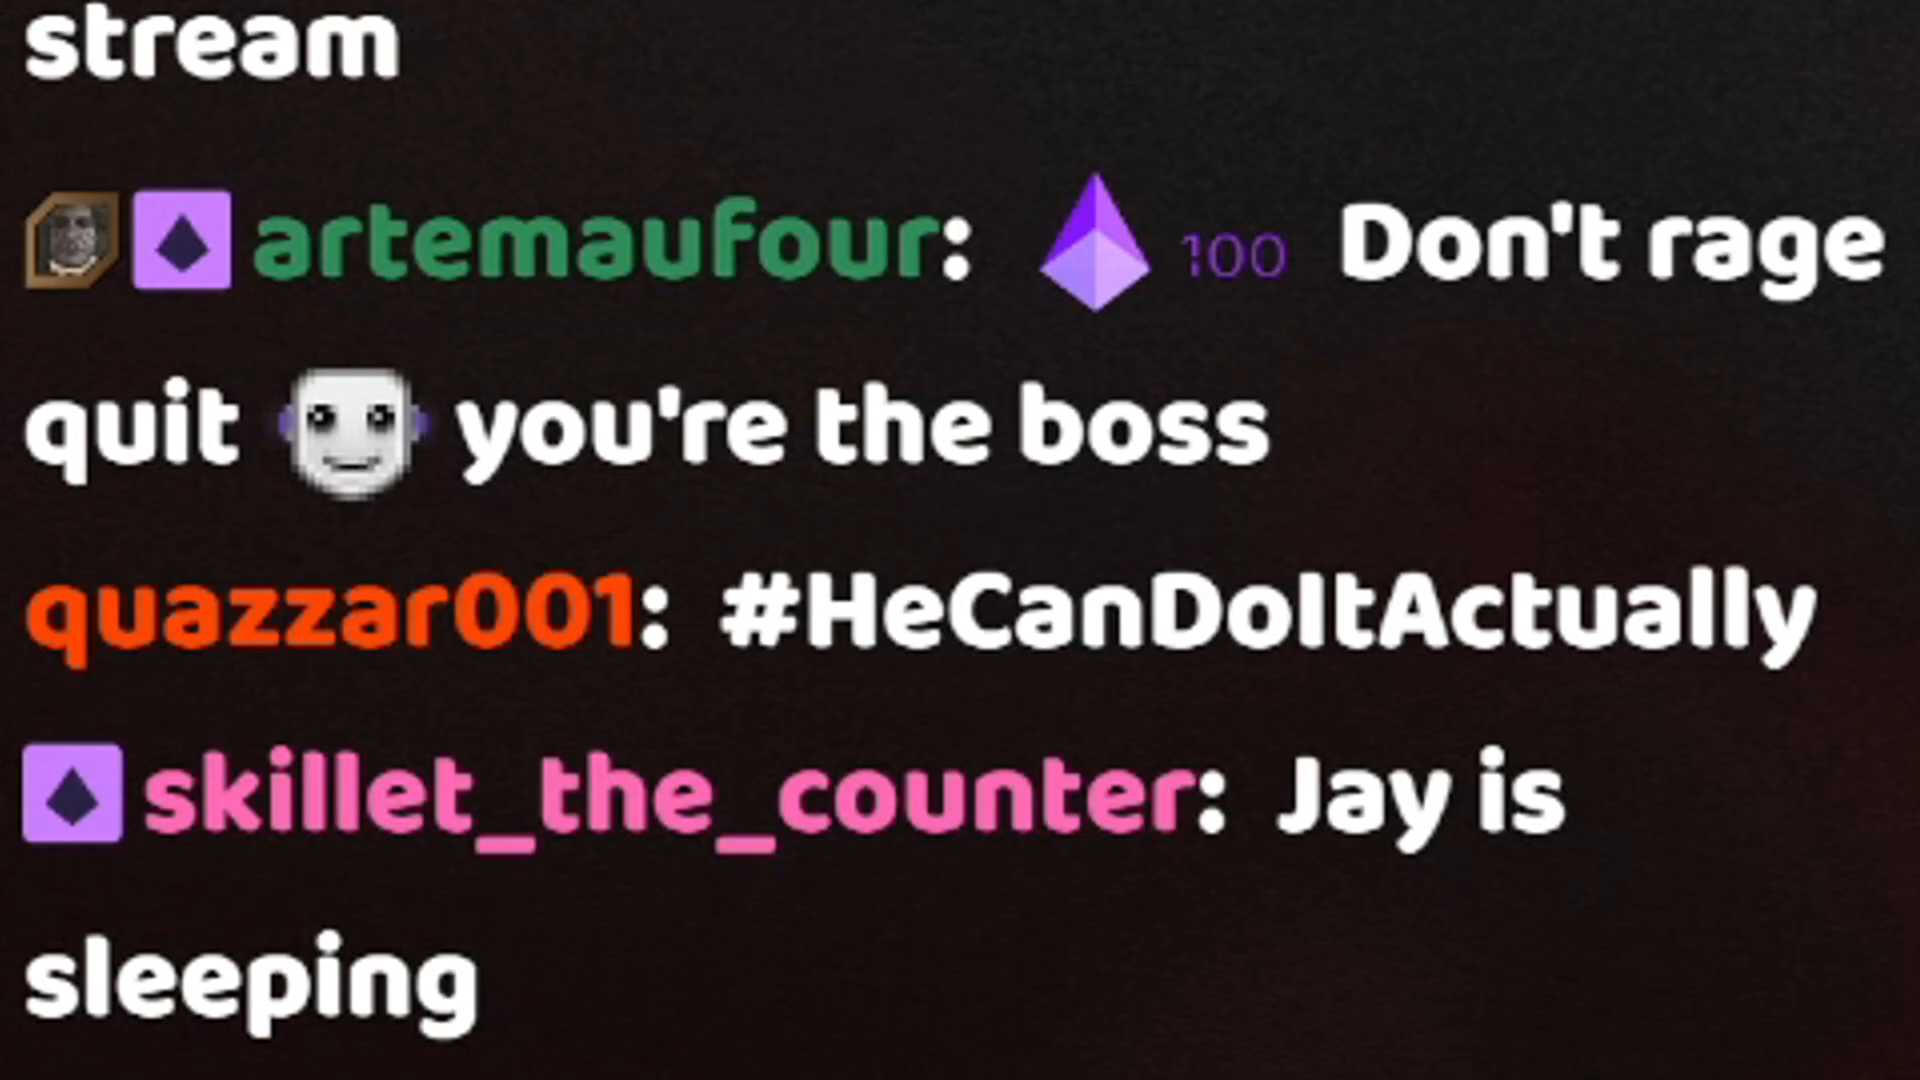 stream
artemaufour: 100 Don't rage
quit you're the boss
quazzar001: #HeCanDoItActually
skillet_the_counter: Jay is
sleeping